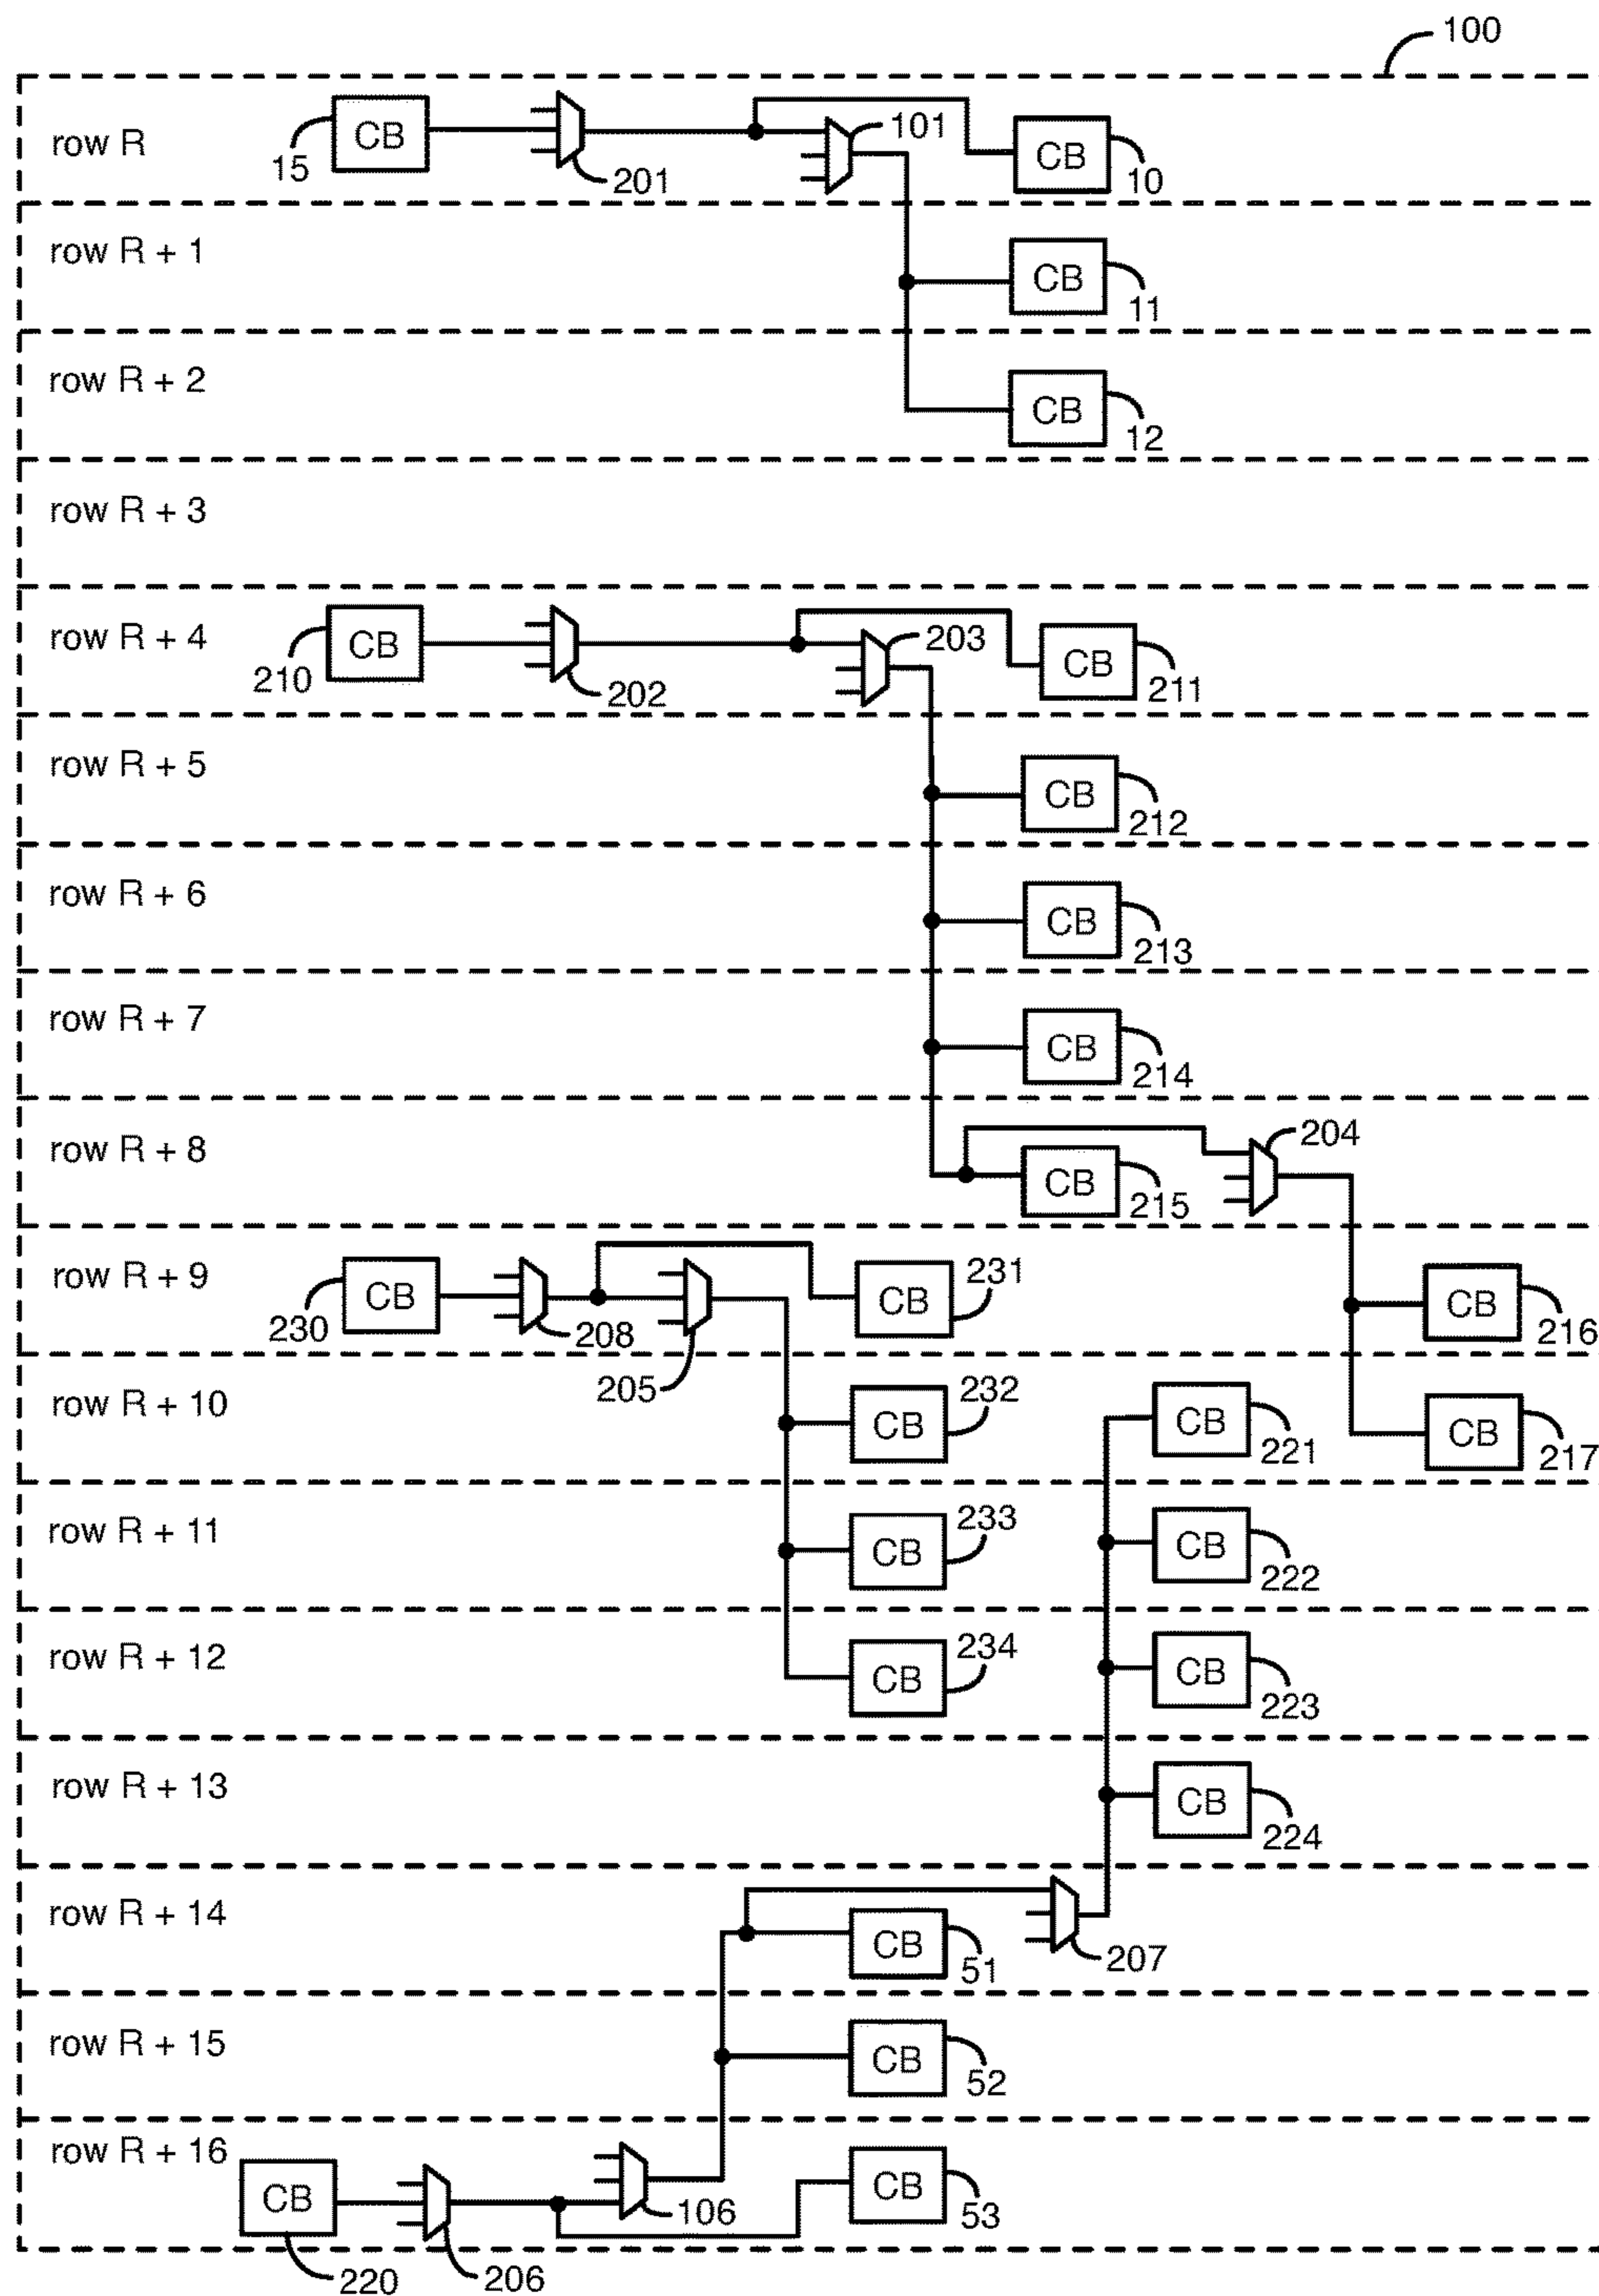 100
row R
CB
15
201
101
CB
10
row R + 1
CB
11
row R + 2
CB
12
row R + 3
row R + 4
CB
210
202
203
CB
211
row R + 5
CB
212
row R + 6
CB
213
row R + 7
CB
214
row R + 8
CB
215
204
row R + 9
CB
230
208
205
CB
231
CB
216
row R + 10
CB
232
CB
221
CB
217
row R + 11
CB
233
CB
222
row R + 12
CB
234
CB
223
row R + 13
CB
224
row R + 14
CB
51
207
row R + 15
CB
52
row R + 16
CB
220
206
106
CB
53